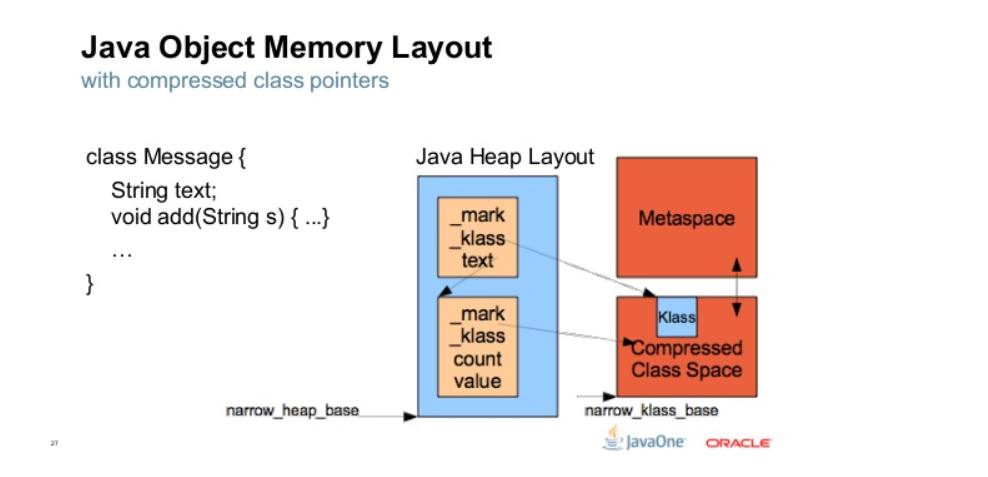 Java Object Memory Layout
with compressed class pointers
class Message {
String text;
void add(String s) { ...}
...
}
Java Heap Layout
_mark
_klass
text
_mark
_klass
count
value
Metaspace
Klass
Compressed
Class Space
narrow_heap_base
narrow_klass_base
27
JavaOne
ORACLE